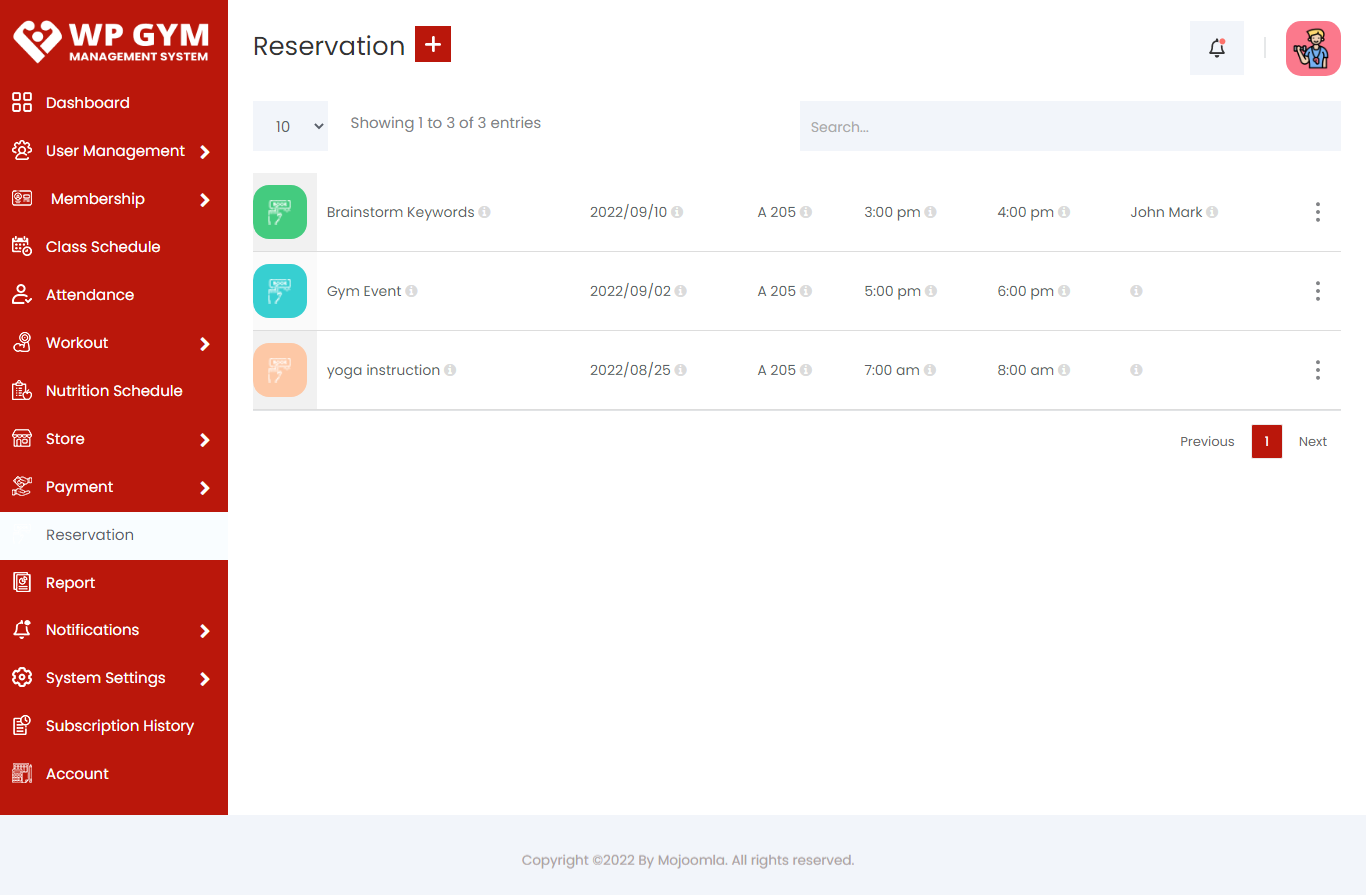 WP GYM
MANAGEMENT SYSTEM
Dashboard
User Management
Membership
Class Schedule
Attendance
Workout
Nutrition Schedule
Store
Payment
Reservation
Report
Notifications
System Settings
Subscription History
Account
Reservation +
10 Showing 1 to 3 of 3 entries Search...
Brainstorm Keywords 2022/09/10 A 205 3:00 pm 4:00 pm John Mark
Gym Event 2022/09/02 A 205 5:00 pm 6:00 pm
yoga instruction 2022/08/25 A 205 7:00 am 8:00 am
Previous 1 Next
Copyright ©2022 By Mojoomla. All rights reserved.